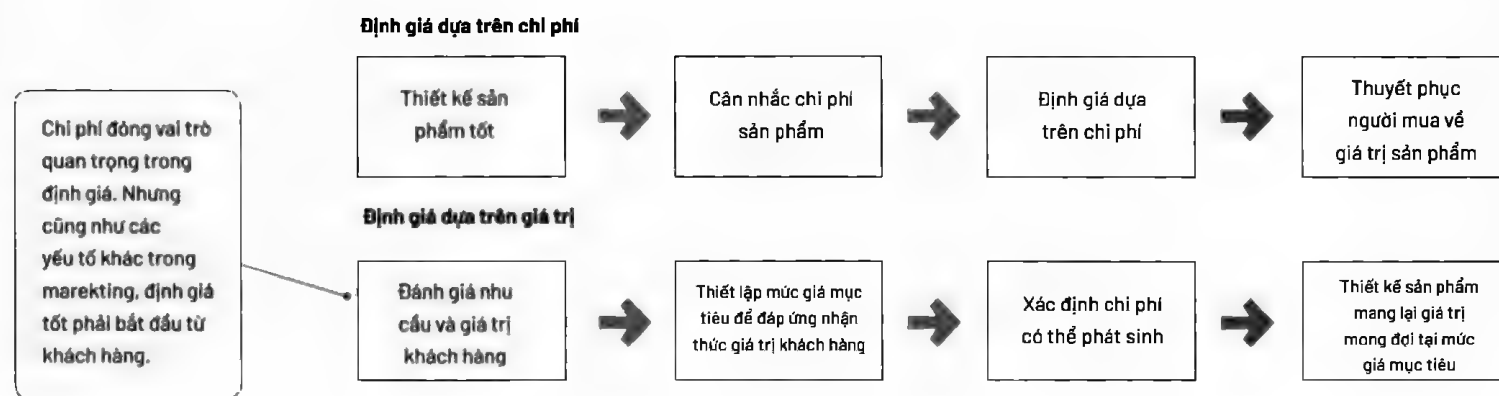 Định giá dựa trên chi phí
Thiết kế sản
phẩm tốt
Cân nhắc chi phí
sản phẩm
Định giá dựa
trên chi phí
Thuyết phục
người mua về
giá trị sản phẩm
Chi phí đóng vai trò
quan trọng trong
định giá. Nhưng
cũng như các
yếu tố khác trong
marekting, định giá
tốt phải bắt đầu từ
khách hàng.
Định giá dựa trên giá trị
Đánh giá nhu
cầu và giá trị
khách hàng
Thiết lập mức giá mục
tiêu để đáp ứng nhận
thức giá trị khách hàng
Xác định chi phí
có thể phát sinh
Thiết kế sản phẩm
mang lại giá trị
mong đợi tại mức
giá mục tiêu